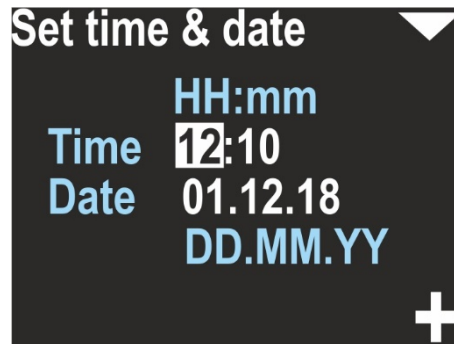 Set time & date
HH:mm
Time 12:10
Date 01.12.18
DD.MM.YY
+